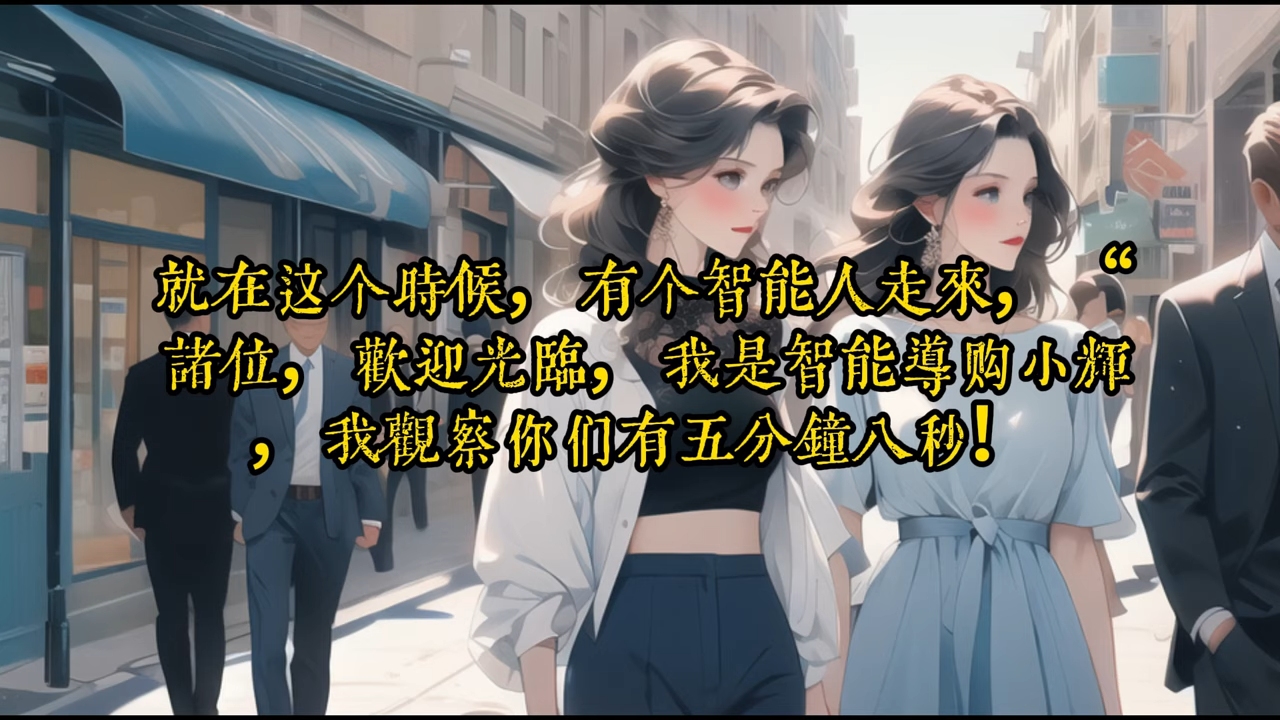 就在这个時候，有个智能人走來，“
諸位，歡迎光臨，我是智能導购小輝
，我觀察你们有五分鐘八秒！